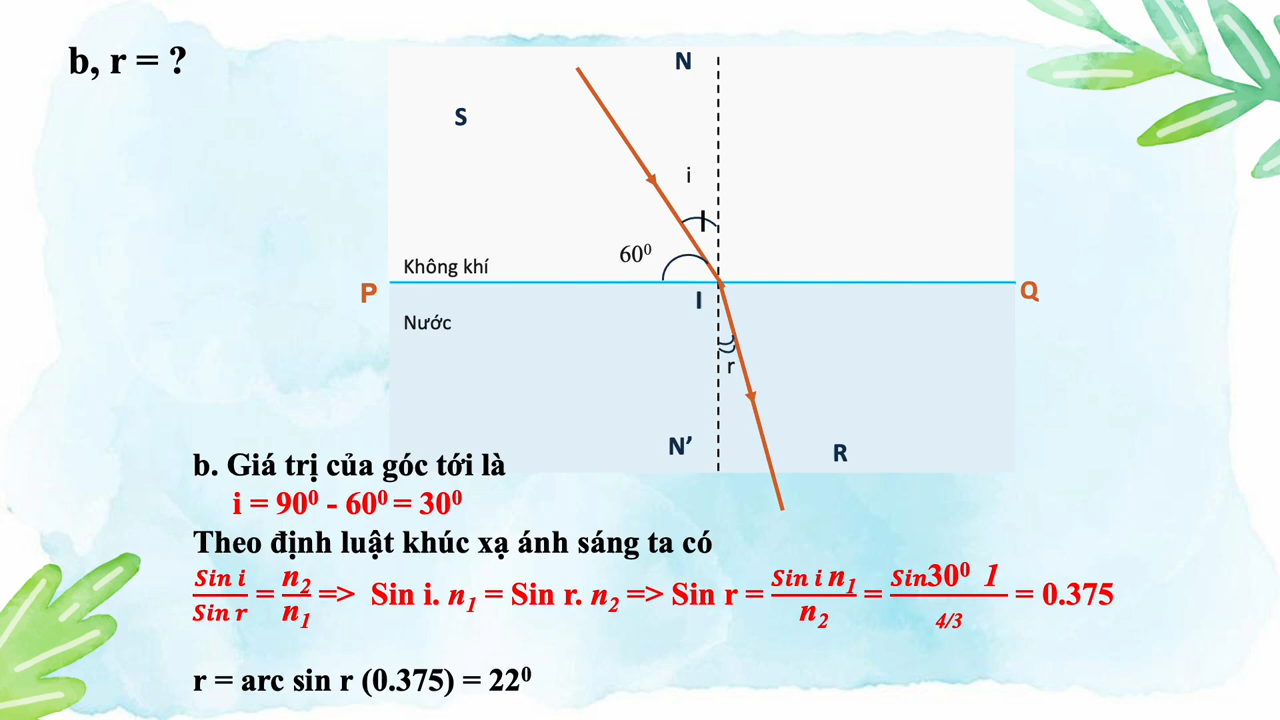 b, r = ?
N
S
i
60⁰
Không khí
P
I
Q
Nước
r
N’
R
b. Giá trị của góc tới là
i = 90⁰ - 60⁰ = 30⁰
Theo định luật khúc xạ ánh sáng ta có
Sin i / Sin r = n₂ / n₁ => Sin i. n₁ = Sin r. n₂ => Sin r = Sin i n₁ / n₂ = Sin30⁰ 1 / 4/3 = 0.375
r = arc sin r (0.375) = 22⁰